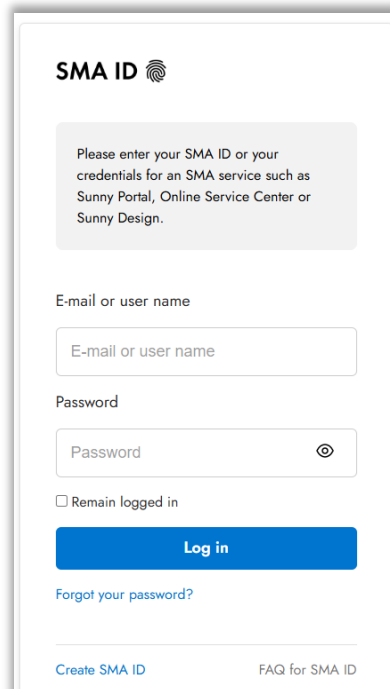 SMA ID
Please enter your SMA ID or your
credentials for an SMA service such as
Sunny Portal, Online Service Center or
Sunny Design.
E-mail or user name
E-mail or user name
Password
Password
Remain logged in
Log in
Forgot your password?
Create SMA ID FAQ for SMA ID